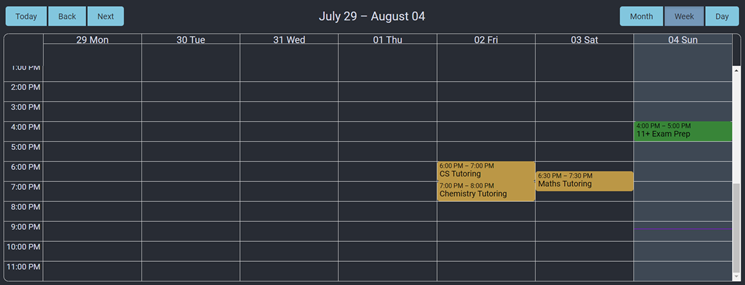 Today Back Next
July 29 – August 04
Month Week Day
29 Mon 30 Tue 31 Wed 01 Thu 02 Fri 03 Sat 04 Sun
1:00 PM
2:00 PM
3:00 PM
4:00 PM
4:00 PM – 5:00 PM
11+ Exam Prep
5:00 PM
6:00 PM
6:00 PM – 7:00 PM
CS Tutoring
6:30 PM – 7:30 PM
Maths Tutoring
7:00 PM
7:00 PM – 8:00 PM
Chemistry Tutoring
8:00 PM
9:00 PM
10:00 PM
11:00 PM